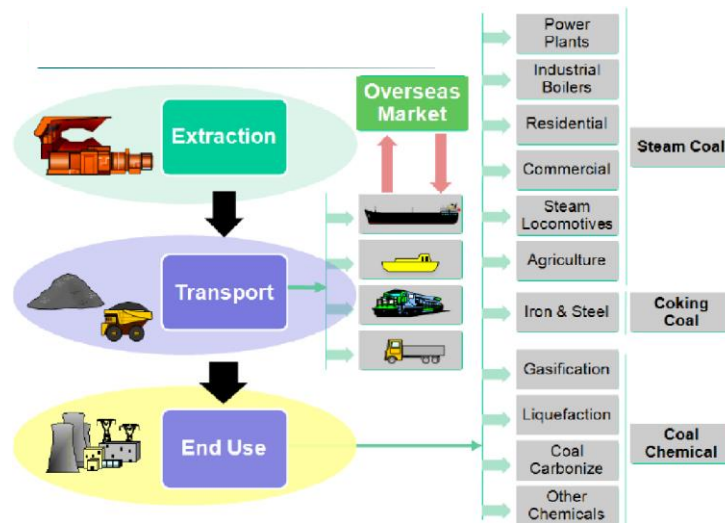 Extraction
Transport
End Use
Overseas
Market
Power
Plants
Industrial
Boilers
Residential
Commercial
Steam
Locomotives
Agriculture
Iron & Steel
Gasification
Liquefaction
Coal
Carbonize
Other
Chemicals
Steam Coal
Coking
Coal
Coal
Chemical